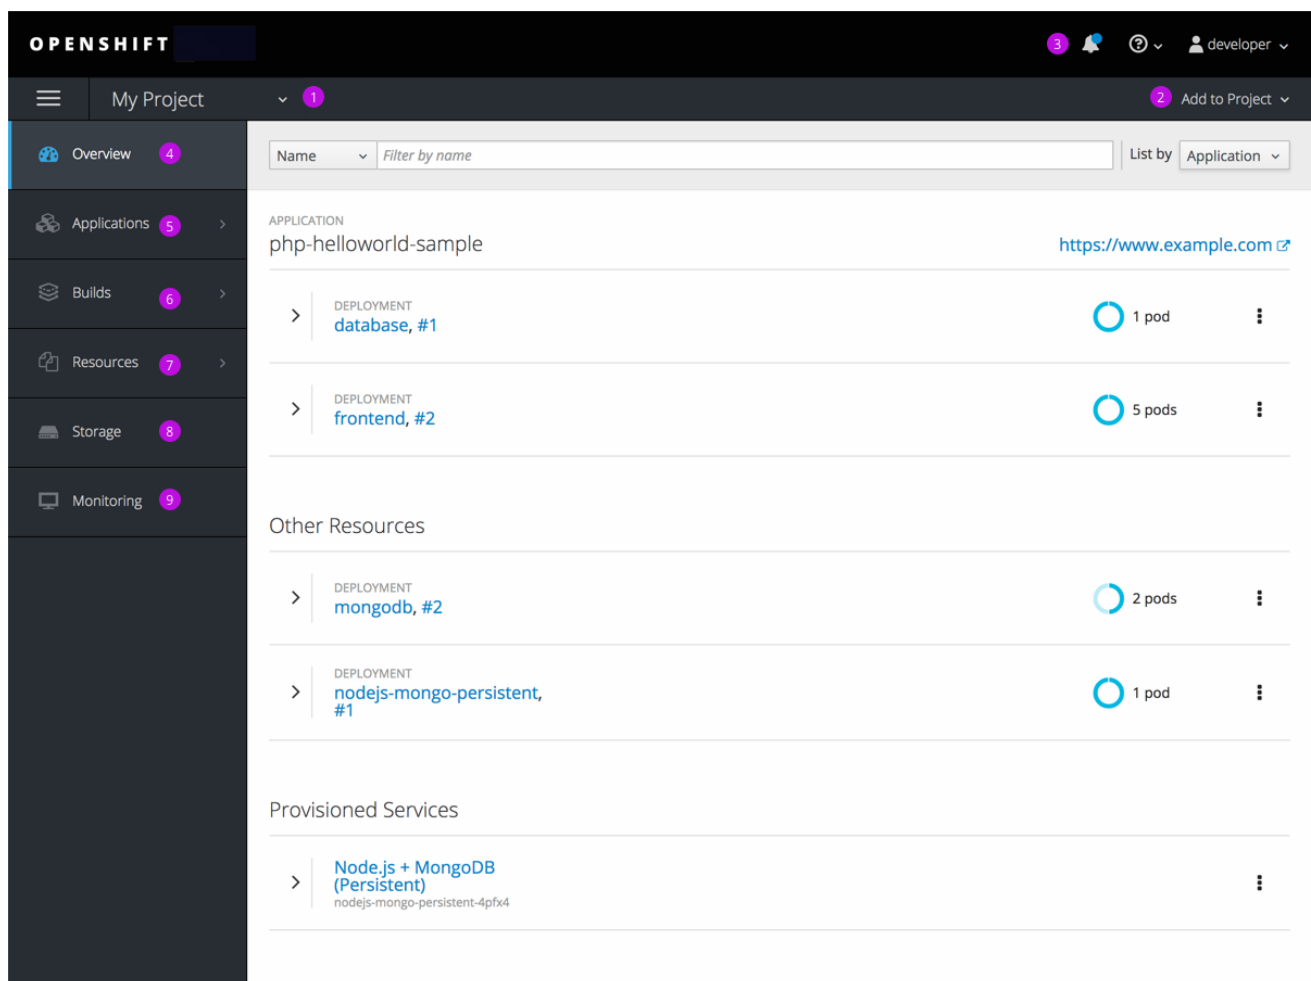 OPENSHIFT
3
developer
My Project
1
2
Add to Project
Overview
4
Name
Filter by name
List by
Application
Applications
5
Builds
6
Resources
7
Storage
8
Monitoring
9
APPLICATION
php-helloworld-sample
https://www.example.com
DEPLOYMENT
database, #1
1 pod
DEPLOYMENT
frontend, #2
5 pods
Other Resources
DEPLOYMENT
mongodb, #2
2 pods
DEPLOYMENT
nodejs-mongo-persistent,
#1
1 pod
Provisioned Services
Node.js + MongoDB
(Persistent)
nodejs-mongo-persistent-4pfx4